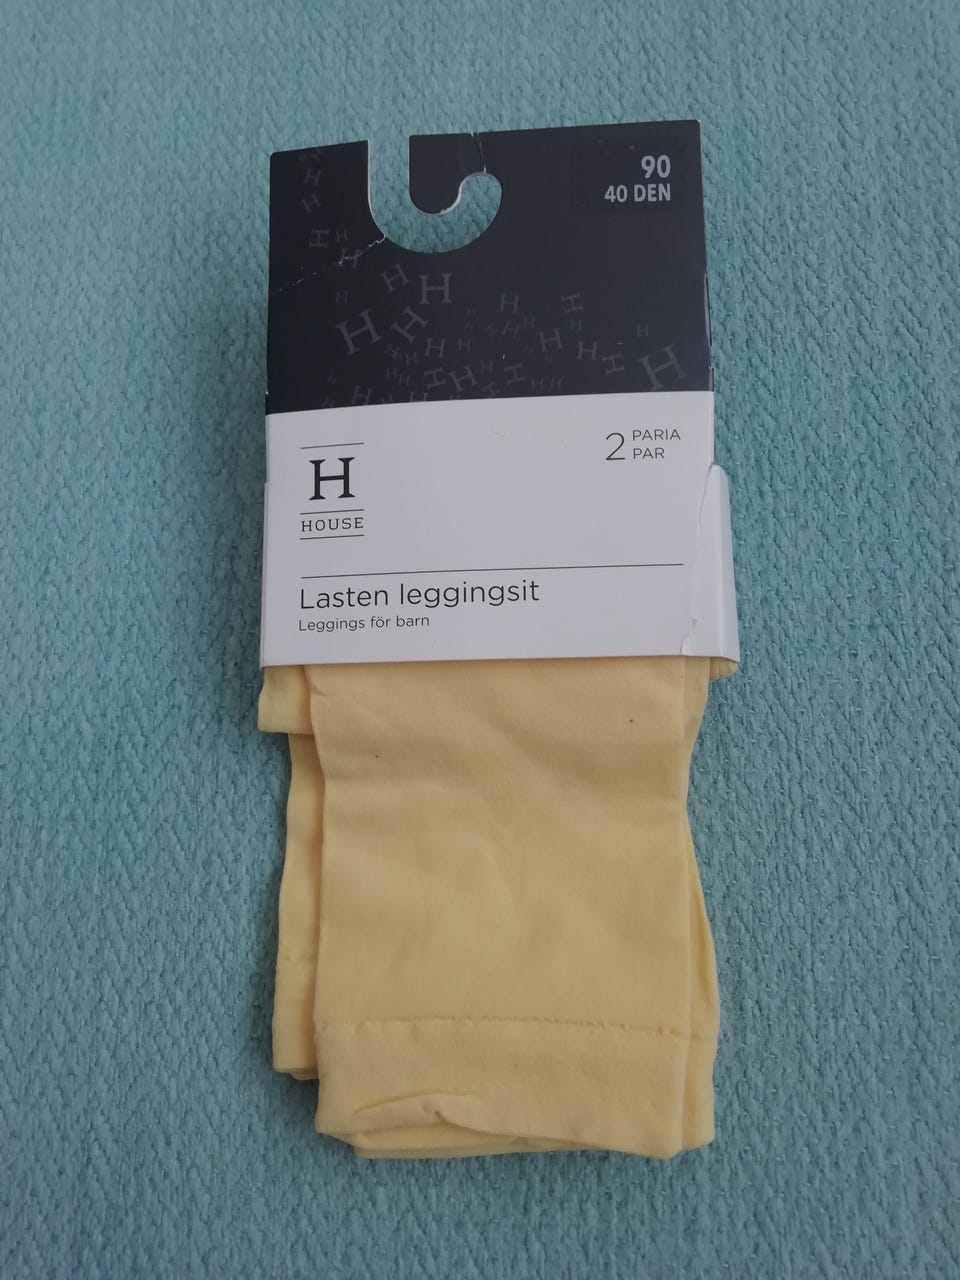 90
40 DEN
2 PARIA
PAR
H
HOUSE
Lasten leggingsit
Leggings för barn